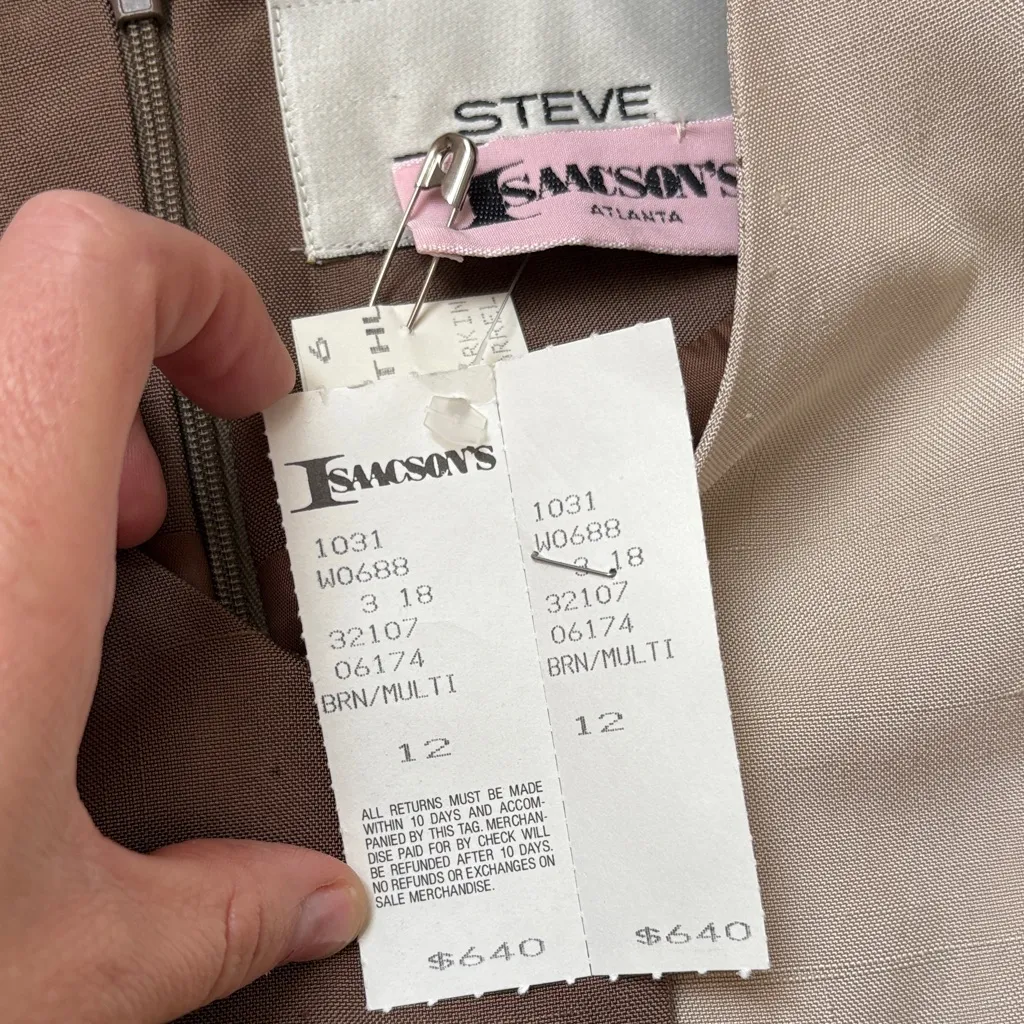 STEVE
ISAACSON'S
ATLANTA
6
ISAACSON'S
1031
W0688
3 18
32107
06174
BRN/MULTI
12
ALL RETURNS MUST BE MADE
WITHIN 10 DAYS AND ACCOM-
PANIED BY THIS TAG. MERCHAN-
DISE PAID FOR BY CHECK WILL
BE REFUNDED AFTER 10 DAYS.
NO REFUNDS OR EXCHANGES ON
SALE MERCHANDISE.
$640
1031
W0688
3 18
32107
06174
BRN/MULTI
12
$640